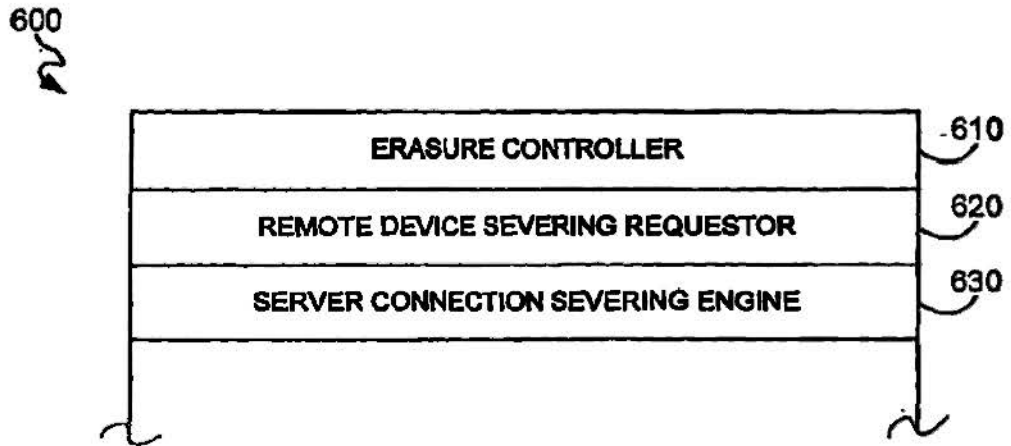 600
ERASURE CONTROLLER
610
REMOTE DEVICE SEVERING REQUESTOR
620
SERVER CONNECTION SEVERING ENGINE
630